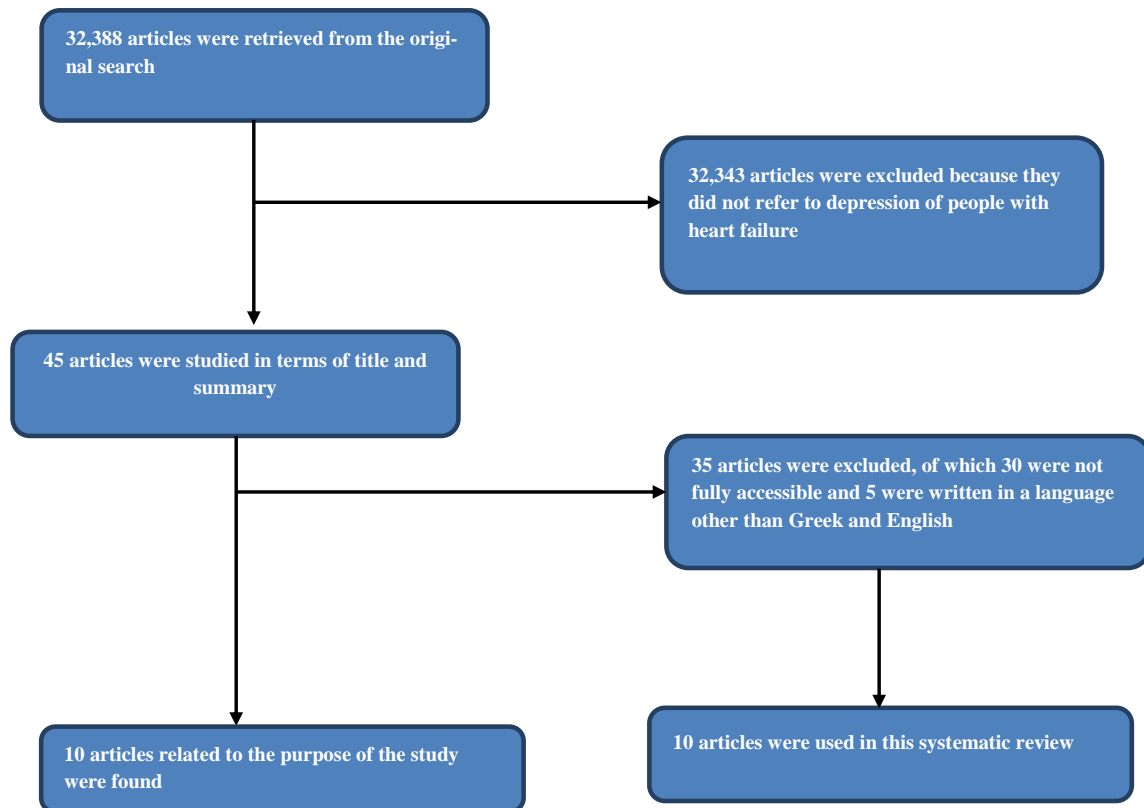 32,388 articles were retrieved from the origi-
nal search
32,343 articles were excluded because they
did not refer to depression of people with
heart failure
45 articles were studied in terms of title and
summary
35 articles were excluded, of which 30 were not
fully accessible and 5 were written in a language
other than Greek and English
10 articles related to the purpose of the study
were found
10 articles were used in this systematic review